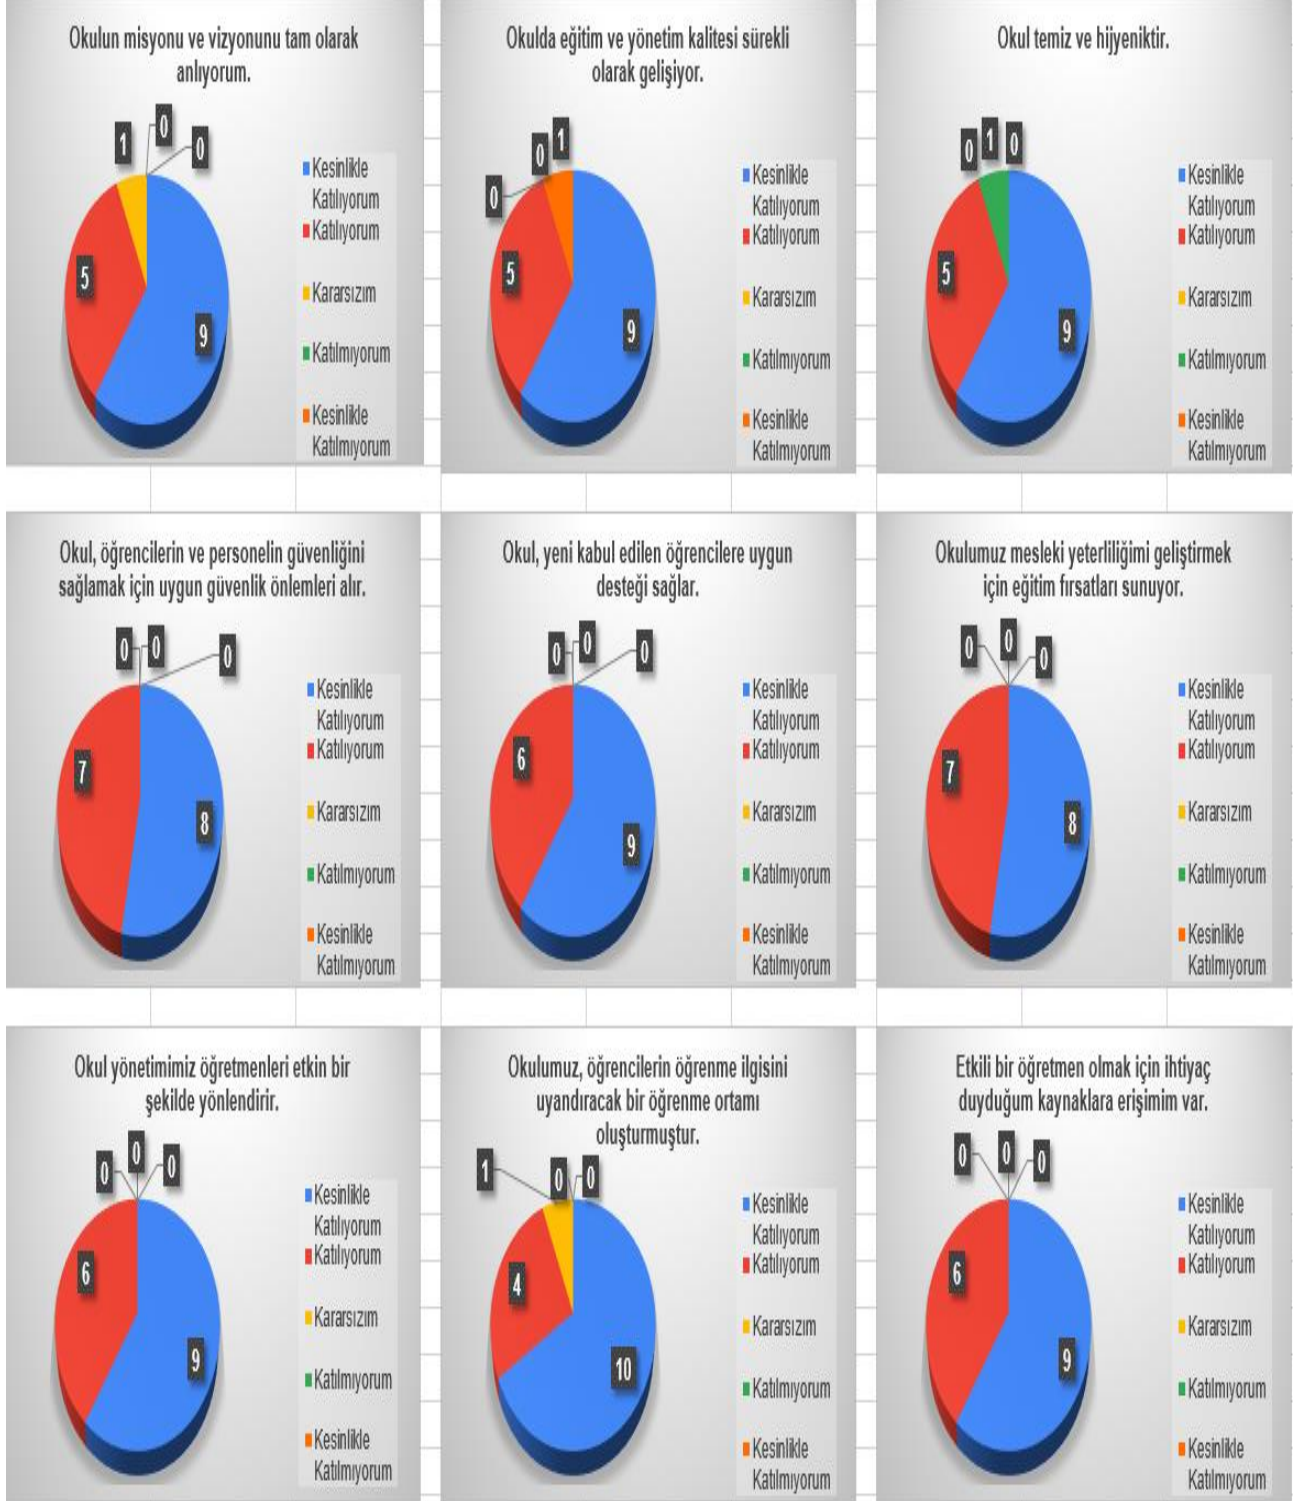 Okulun misyonu ve vizyonunu tam olarak
anlıyorum.
1
0
0
5
9
Kesinlikle
Katılıyorum
Katılıyorum
Kararsızım
Katılmıyorum
Kesinlikle
Katılmıyorum
Okulda eğitim ve yönetim kalitesi sürekli
olarak gelişiyor.
0
0
1
5
9
Kesinlikle
Katılıyorum
Katılıyorum
Kararsızım
Katılmıyorum
Kesinlikle
Katılmıyorum
Okul temiz ve hijyeniktir.
0
1
0
5
9
Kesinlikle
Katılıyorum
Katılıyorum
Kararsızım
Katılmıyorum
Kesinlikle
Katılmıyorum
Okul, öğrencilerin ve personelin güvenliğini
sağlamak için uygun güvenlik önlemleri alır.
0
0
0
7
8
Kesinlikle
Katılıyorum
Katılıyorum
Kararsızım
Katılmıyorum
Kesinlikle
Katılmıyorum
Okul, yeni kabul edilen öğrencilere uygun
desteği sağlar.
0
0
0
6
9
Kesinlikle
Katılıyorum
Katılıyorum
Kararsızım
Katılmıyorum
Kesinlikle
Katılmıyorum
Okulumuz mesleki yeterliliğimi geliştirmek
için eğitim fırsatları sunuyor.
0
0
0
7
8
Kesinlikle
Katılıyorum
Katılıyorum
Kararsızım
Katılmıyorum
Kesinlikle
Katılmıyorum
Okul yönetimimiz öğretmenleri etkin bir
şekilde yönlendirir.
0
0
0
6
9
Kesinlikle
Katılıyorum
Katılıyorum
Kararsızım
Katılmıyorum
Kesinlikle
Katılmıyorum
Okulumuz, öğrencilerin öğrenme ilgisini
uyandıracak bir öğrenme ortamı
oluşturmuştur.
1
0
0
4
10
Kesinlikle
Katılıyorum
Katılıyorum
Kararsızım
Katılmıyorum
Kesinlikle
Katılmıyorum
Etkili bir öğretmen olmak için ihtiyaç
duyduğum kaynaklara erişimim var.
0
0
0
6
9
Kesinlikle
Katılıyorum
Katılıyorum
Kararsızım
Katılmıyorum
Kesinlikle
Katılmıyorum